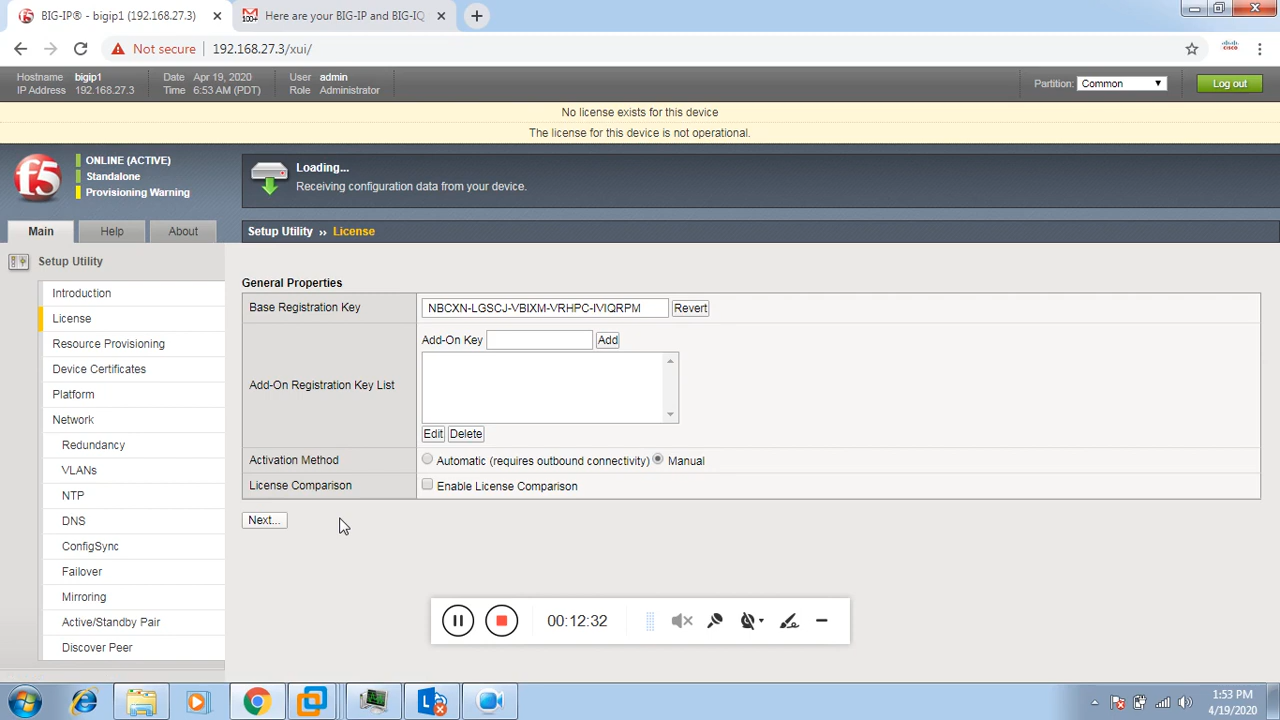 BIG-IP® - bigip1 (192.168.27.3)
Here are your BIG-IP and BIG-IQ
Not secure
192.168.27.3/xui/
Hostname bigip1
IP Address 192.168.27.3
Date Apr 19, 2020
Time 6:53 AM (PDT)
User admin
Role Administrator
Partition: Common
Log out
No license exists for this device
The license for this device is not operational.
f5
ONLINE (ACTIVE)
Standalone
Provisioning Warning
Loading...
Receiving configuration data from your device.
Main
Help
About
Setup Utility ›› License
Setup Utility
Introduction
License
Resource Provisioning
Device Certificates
Platform
Network
Redundancy
VLANs
NTP
DNS
ConfigSync
Failover
Mirroring
Active/Standby Pair
Discover Peer
General Properties
Base Registration Key
NBCXN-LGSCJ-VBIXM-VRHPC-IVIQRPM
Revert
Add-On Registration Key List
Add-On Key
Add
Edit
Delete
Activation Method
Automatic (requires outbound connectivity)
Manual
License Comparison
Enable License Comparison
Next...
00:12:32
1:53 PM
4/19/2020